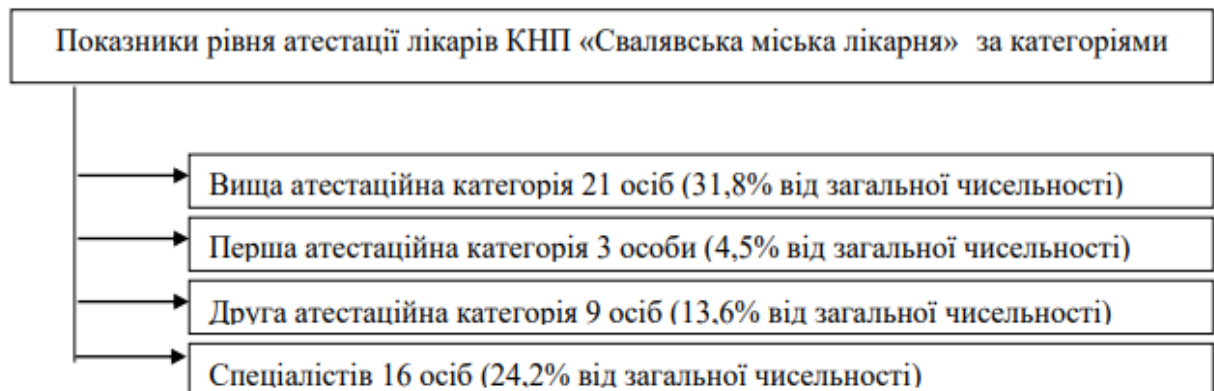 Показники рівня атестації лікарів КНП «Свалявська міська лікарня» за категоріями
Вища атестаційна категорія 21 осіб (31,8% від загальної чисельності)
Перша атестаційна категорія 3 особи (4,5% від загальної чисельності)
Друга атестаційна категорія 9 осіб (13,6% від загальної чисельності)
Спеціалістів 16 осіб (24,2% від загальної чисельності)